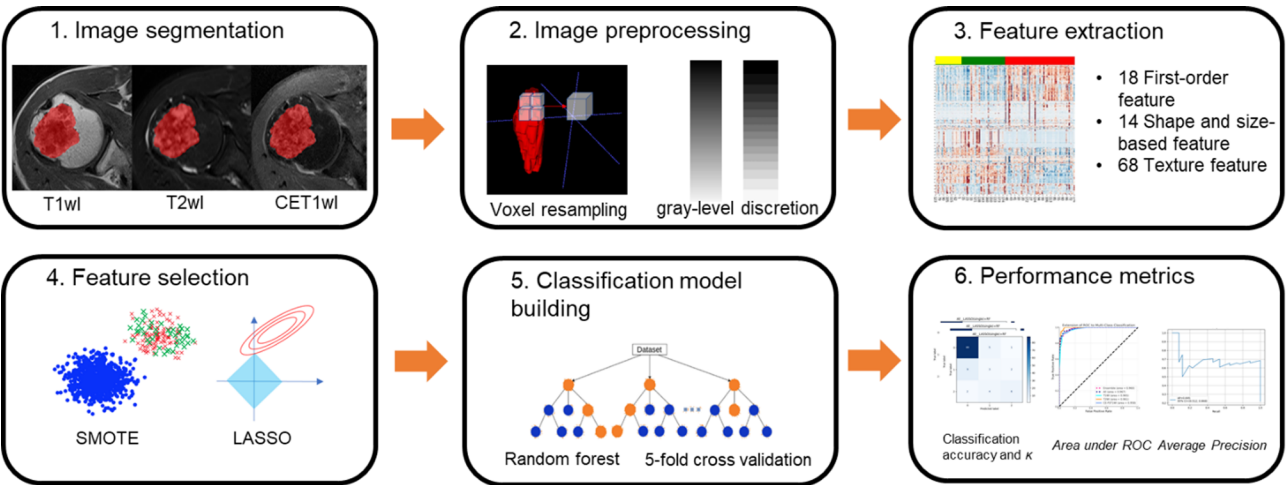 1. Image segmentation
T1wI
T2wI
CET1wI
2. Image preprocessing
Voxel resampling
gray-level discretion
3. Feature extraction
• 18 First-order
feature
• 14 Shape and size-
based feature
• 68 Texture feature
4. Feature selection
SMOTE
LASSO
5. Classification model
building
Dataset
Random forest
5-fold cross validation
6. Performance metrics
Classification
accuracy and κ
Area under ROC
Average Precision